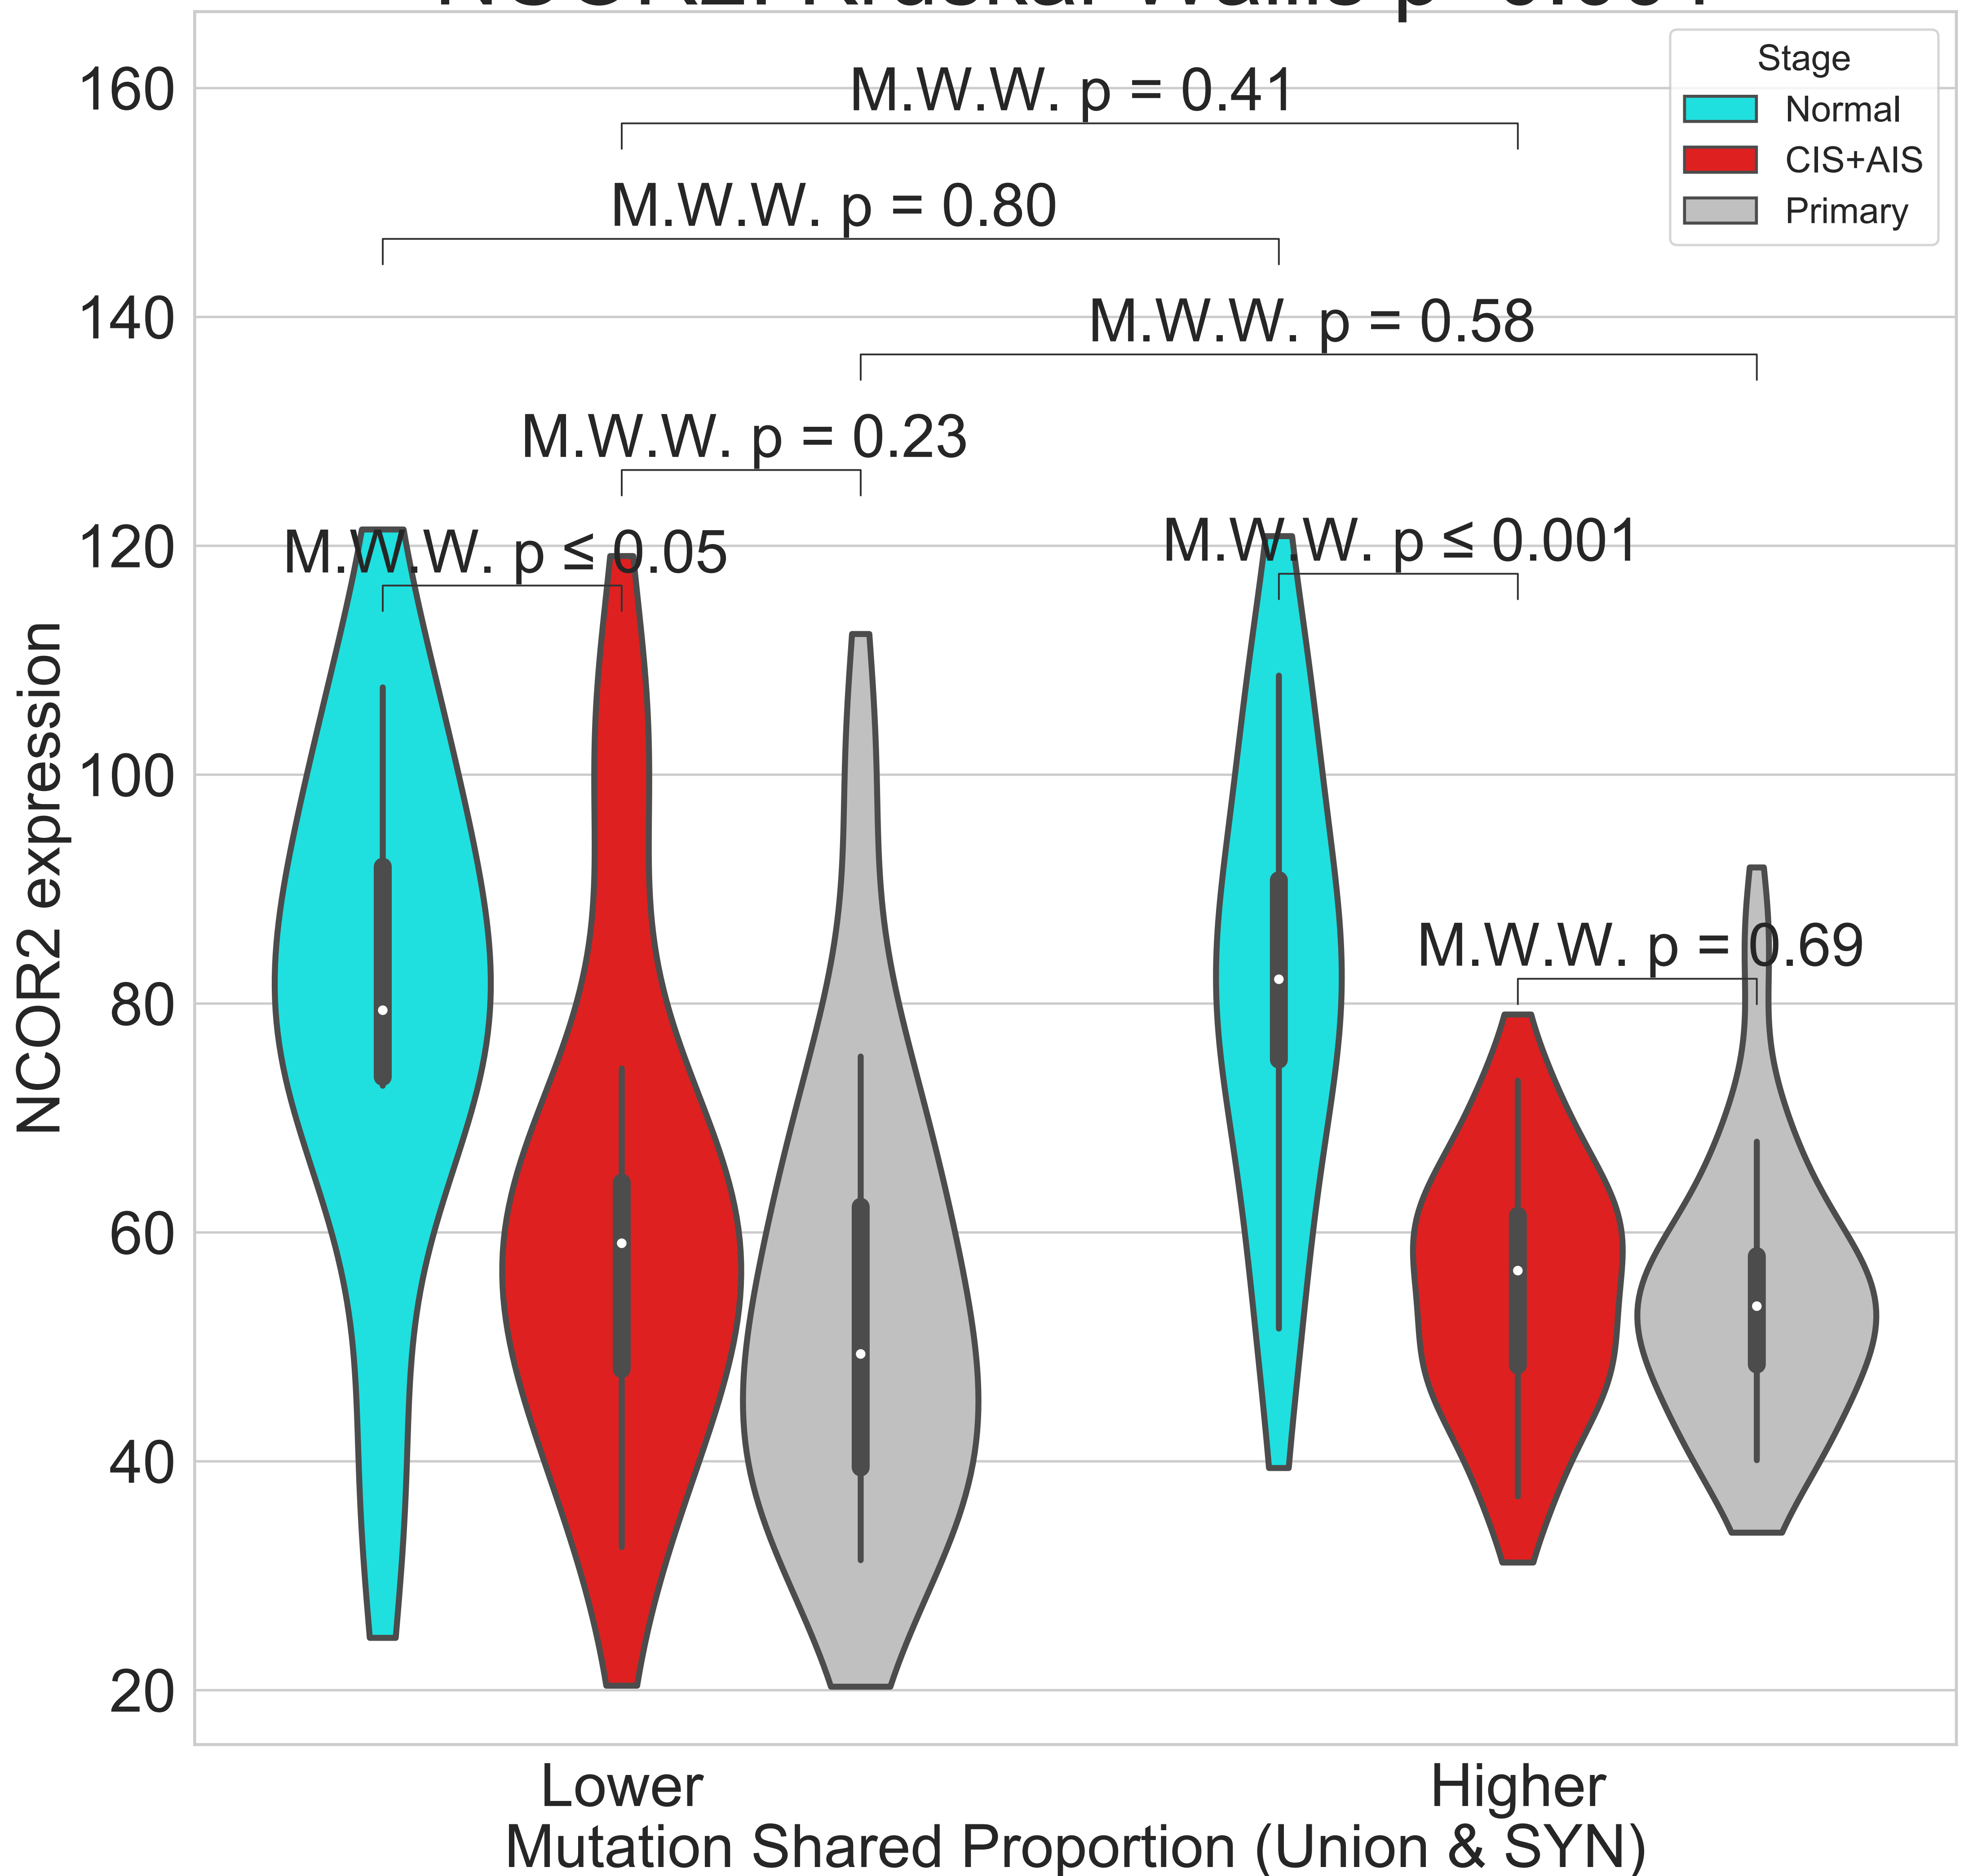 160
140
120
100
80
60
40
20
NCOR2 expression
M.W.W. p = 0.41
M.W.W. p = 0.80
M.W.W. p = 0.58
M.W.W. p = 0.23
M.W.W. p ≤ 0.05
M.W.W. p ≤ 0.001
M.W.W. p = 0.69
Stage
Normal
CIS+AIS
Primary
Lower
Higher
Mutation Shared Proportion (Union & SYN)